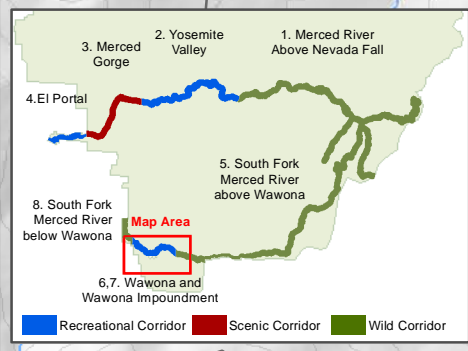 2. Yosemite
Valley
1. Merced River
Above Nevada Fall
3. Merced
Gorge
4.El Portal
5. South Fork
Merced River
above Wawona
8. South Fork
Merced River
below Wawona
Map Area
6,7. Wawona and
Wawona Impoundment
Recreational Corridor
Scenic Corridor
Wild Corridor